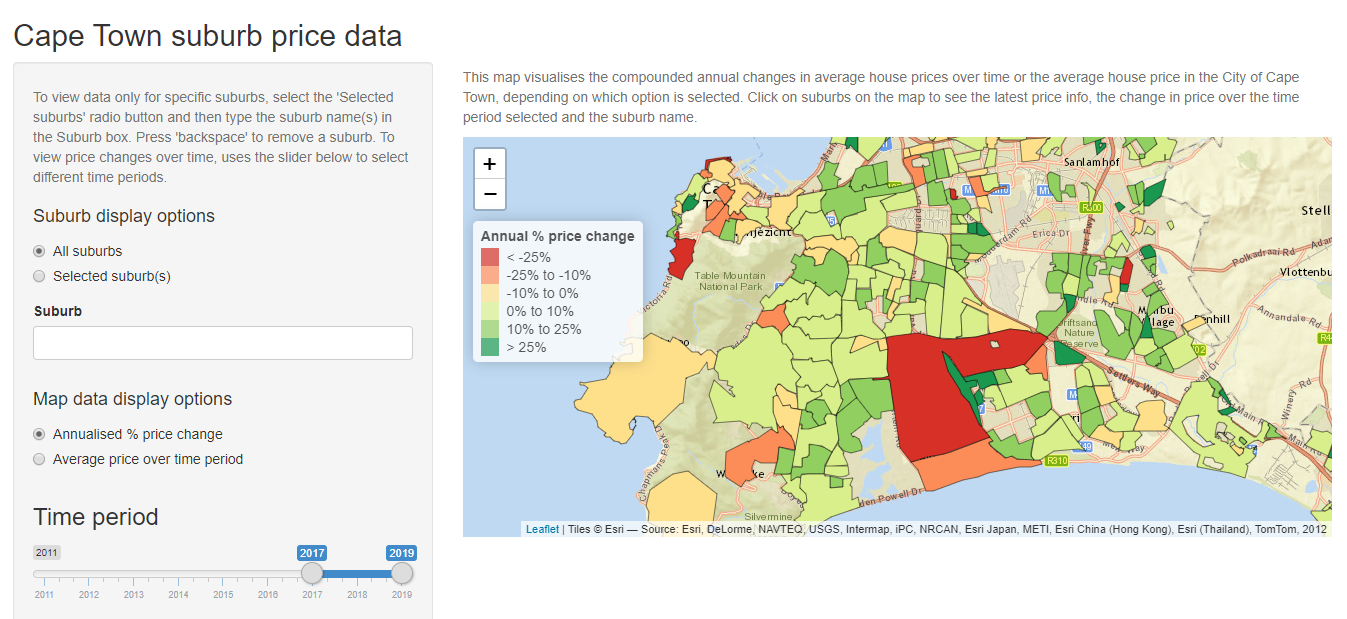 Cape Town suburb price data
To view data only for specific suburbs, select the 'Selected
suburbs' radio button and then type the suburb name(s) in
the Suburb box. Press 'backspace' to remove a suburb. To
view price changes over time, uses the slider below to select
different time periods.
Suburb display options
All suburbs
Selected suburb(s)
Suburb
Map data display options
Annualised % price change
Average price over time period
Time period
2011
2017
2019
2011 2012 2013 2014 2015 2016 2017 2018 2019
This map visualises the compounded annual changes in average house prices over time or the average house price in the City of Cape
Town, depending on which option is selected. Click on suburbs on the map to see the latest price info, the change in price over the time
period selected and the suburb name.
+
−
Annual % price change
< -25%
-25% to -10%
-10% to 0%
0% to 10%
10% to 25%
> 25%
Sanlamhof
R300
Erica Dr
Stell
Polkadraai Rd
Vlottenbu
Table Mountain
National Park
Annandale Rd
Nature
Reserve
Settlers Way
Winery Rd
Main Rd
R310
Chapmans Peak D
Silvermine
den Powell Dr
Leaflet | Tiles © Esri — Source: Esri, DeLorme, NAVTEQ, USGS, Intermap, iPC, NRCAN, Esri Japan, METI, Esri China (Hong Kong), Esri (Thailand), TomTom, 2012